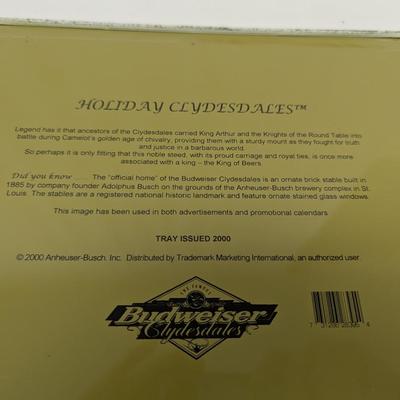 HOLIDAY CLYDESDALES™
Legend has it that ancestors of the Clydesdales carried King Arthur and the Knights of the Round Table into
battle during Camelot's golden age of chivalry, providing them with a sturdy mount as they fought for truth
and justice in a barbarous world.
So perhaps it is only fitting that this noble steed, with its proud carriage and royal ties, is once more
associated with a king – the King of Beers.
Did you know ..... The "official home" of the Budweiser Clydesdales is an ornate brick stable built in
1885 by company founder Adolphus Busch on the grounds of the Anheuser-Busch brewery complex in St.
Louis. The stables are a registered national historic landmark and feature ornate stained glass windows.
This image has been used in both advertisements and promotional calendars
TRAY ISSUED 2000
© 2000 Anheuser-Busch. Inc. Distributed by Trademark Marketing International, an authorized user.
THE FAMOUS
Budweiser
Clydesdales